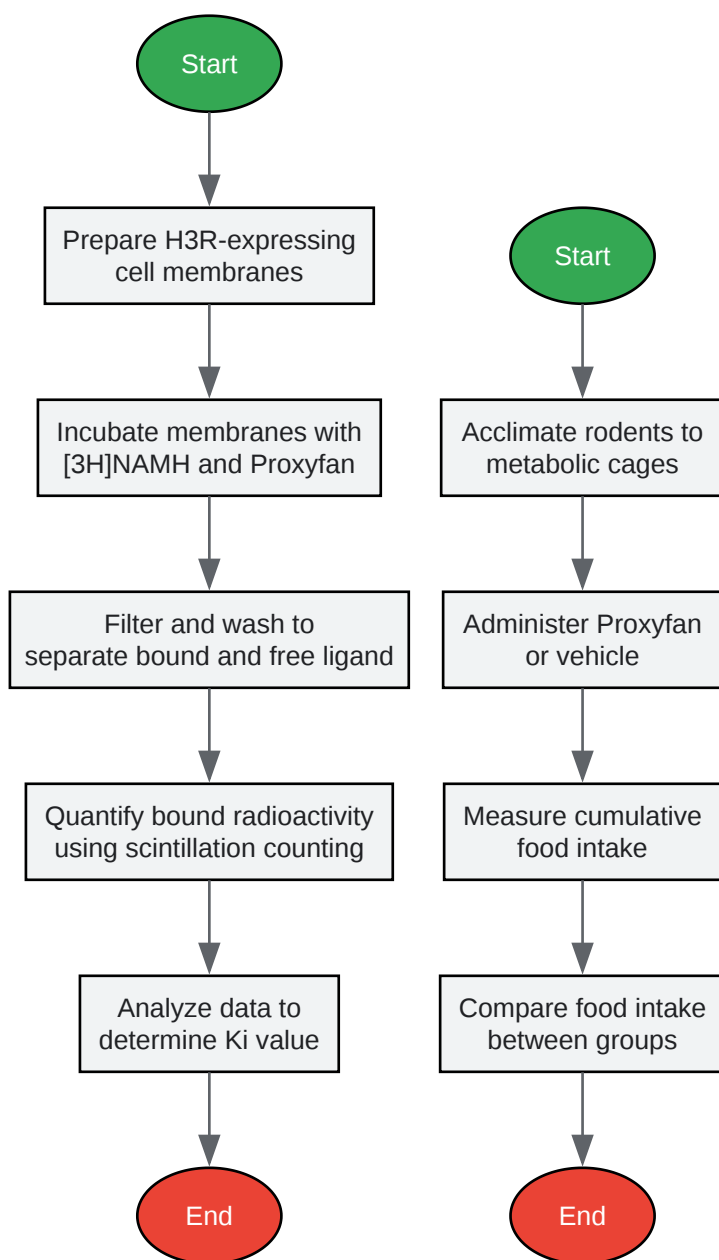 Start
Prepare H3R-expressing
cell membranes
Incubate membranes with
[3H]NAMH and Proxyfan
Filter and wash to
separate bound and free ligand
Quantify bound radioactivity
using scintillation counting
Analyze data to
determine Ki value
End
Start
Acclimate rodents to
metabolic cages
Administer Proxyfan
or vehicle
Measure cumulative
food intake
Compare food intake
between groups
End